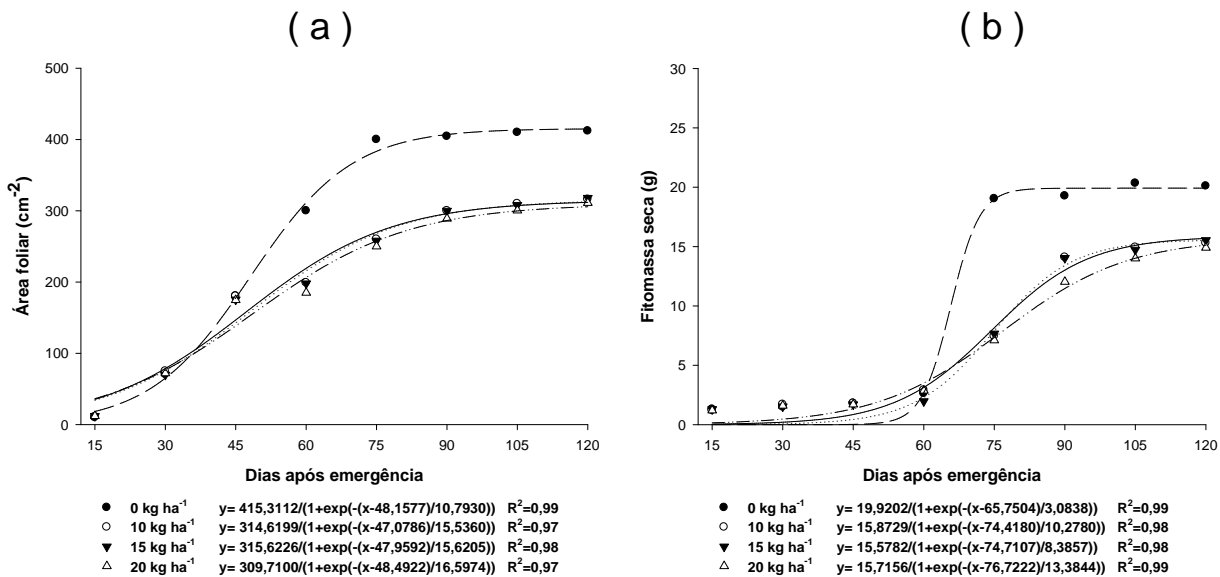 ( a )
500
400
300
200
100
0
Área foliar (cm-2)
15 30 45 60 75 90 105 120
Dias após emergência
0 kg ha-1 y= 415,3112/(1+exp(-(x-48,1577)/10,7930)) R2=0,99
10 kg ha-1 y= 314,6199/(1+exp(-(x-47,0786)/15,5360)) R2=0,97
15 kg ha-1 y= 315,6226/(1+exp(-(x-47,9592)/15,6205)) R2=0,98
20 kg ha-1 y= 309,7100/(1+exp(-(x-48,4922)/16,5974)) R2=0,97
( b )
30
25
20
15
10
5
0
Fitomassa seca (g)
15 30 45 60 75 90 105 120
Dias após emergência
0 kg ha-1 y= 19,9202/(1+exp(-(x-65,7504)/3,0838)) R2=0,99
10 kg ha-1 y= 15,8729/(1+exp(-(x-74,4180)/10,2780)) R2=0,98
15 kg ha-1 y= 15,5782/(1+exp(-(x-74,7107)/8,3857)) R2=0,98
20 kg ha-1 y= 15,7156/(1+exp(-(x-76,7222)/13,3844)) R2=0,99